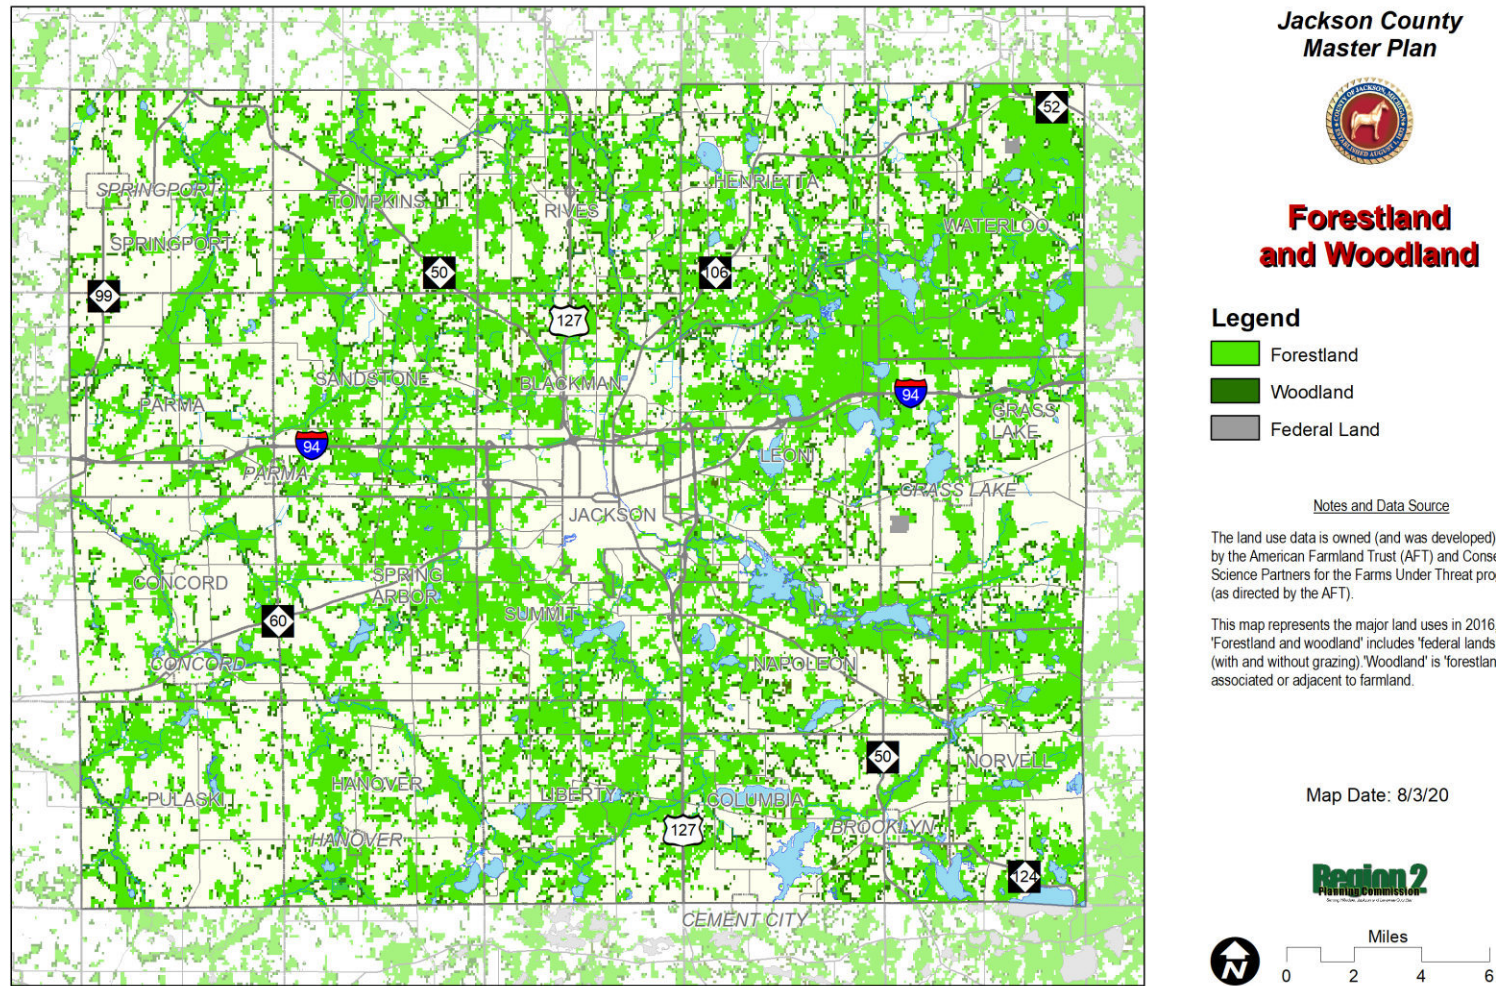 Jackson County
Master Plan
COUNTY OF JACKSON, MICHIGAN
Forestland
and Woodland
Legend
Forestland
Woodland
Federal Land
Notes and Data Source
The land use data is owned (and was developed)
by the American Farmland Trust (AFT) and Conse
Science Partners for the Farms Under Threat prog
(as directed by the AFT).
This map represents the major land uses in 2016
'Forestland and woodland' includes 'federal lands
(with and without grazing).'Woodland' is 'forestlan
associated or adjacent to farmland.
Map Date: 8/3/20
Region 2
Planning Commission
N
Miles
0 2 4 6
52
SPRINGPORT
TOMPKINS
RIVES
HENRIETTA
WATERLOO
SPRINGPORT
99
50
106
127
PARMA
SANDSTONE
BLACKMAN
94
GRASS
LAKE
94
PARMA
LEONI
GRASS LAKE
JACKSON
CONCORD
SPRING
ARBOR
SUMMIT
60
CONCORD
NAPOLEON
50
NORVELL
PULASKI
HANOVER
LIBERTY
COLUMBIA
HANOVER
127
BROOKLYN
124
CEMENT CITY